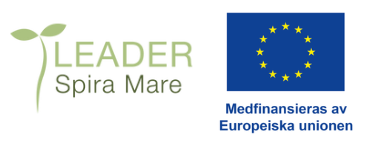 LEADER
Spira Mare
Medfinansieras av
Europeiska unionen